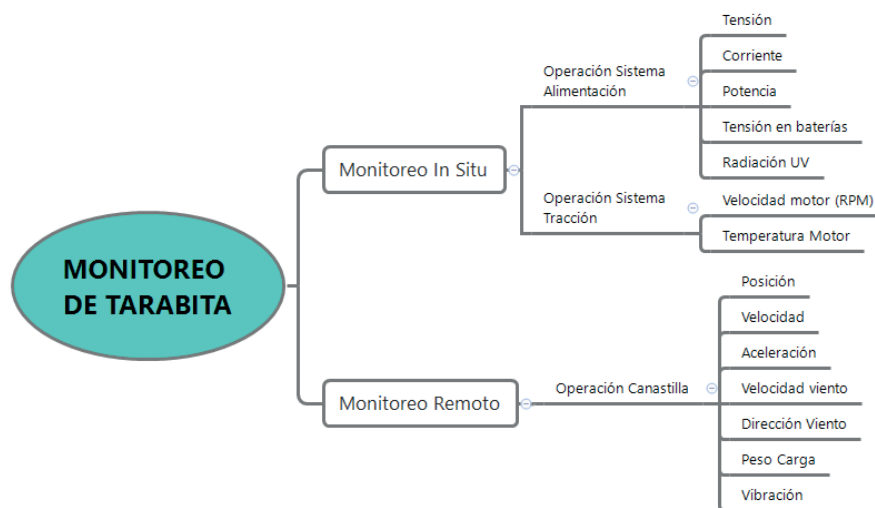 MONITOREO
DE TARABITA
Monitoreo In Situ
Operación Sistema
Alimentación
Tensión
Corriente
Potencia
Tensión en baterías
Radiación UV
Operación Sistema
Tracción
Velocidad motor (RPM)
Temperatura Motor
Monitoreo Remoto
Operación Canastilla
Posición
Velocidad
Aceleración
Velocidad viento
Dirección Viento
Peso Carga
Vibración